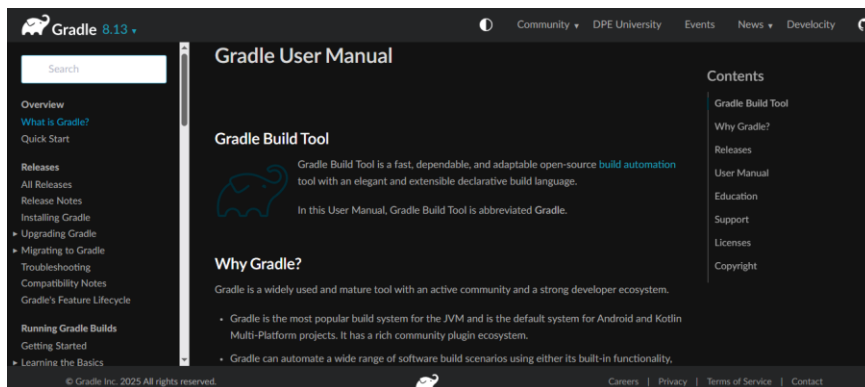 Gradle 8.13
Community
DPE University
Events
News
Develocity
Search
Overview
What is Gradle?
Quick Start
Releases
All Releases
Release Notes
Installing Gradle
Upgrading Gradle
Migrating to Gradle
Troubleshooting
Compatibility Notes
Gradle's Feature Lifecycle
Running Gradle Builds
Getting Started
Learning the Basics
Gradle User Manual
Gradle Build Tool
Gradle Build Tool is a fast, dependable, and adaptable open-source build automation
tool with an elegant and extensible declarative build language.
In this User Manual, Gradle Build Tool is abbreviated Gradle.
Why Gradle?
Gradle is a widely used and mature tool with an active community and a strong developer ecosystem.
• Gradle is the most popular build system for the JVM and is the default system for Android and Kotlin
Multi-Platform projects. It has a rich community plugin ecosystem.
• Gradle can automate a wide range of software build scenarios using either its built-in functionality,
Contents
Gradle Build Tool
Why Gradle?
Releases
User Manual
Education
Support
Licenses
Copyright
© Gradle Inc. 2025 All rights reserved.
Careers | Privacy | Terms of Service | Contact